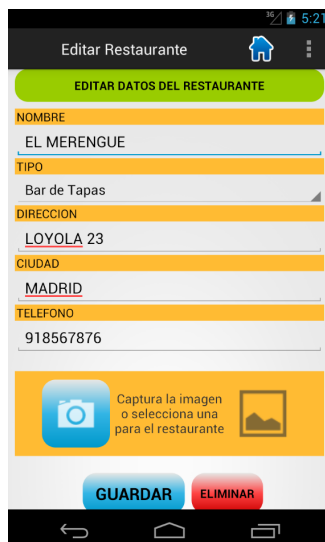 3G 5:21
Editar Restaurante
EDITAR DATOS DEL RESTAURANTE
NOMBRE
EL MERENGUE
TIPO
Bar de Tapas
DIRECCION
LOYOLA 23
CIUDAD
MADRID
TELEFONO
918567876
Captura la imagen
o selecciona una
para el restaurante
GUARDAR ELIMINAR